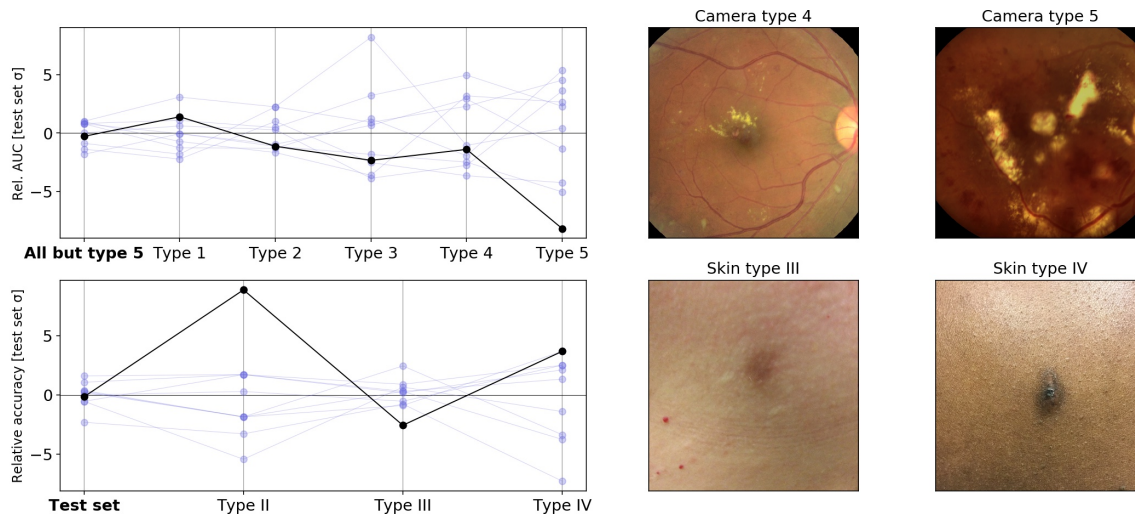 Camera type 4
Camera type 5
Rel. AUC [test set σ]
5
0
−5
All but type 5 Type 1 Type 2 Type 3 Type 4 Type 5
Skin type III
Skin type IV
Relative accuracy [test set σ]
5
0
−5
Test set Type II Type III Type IV